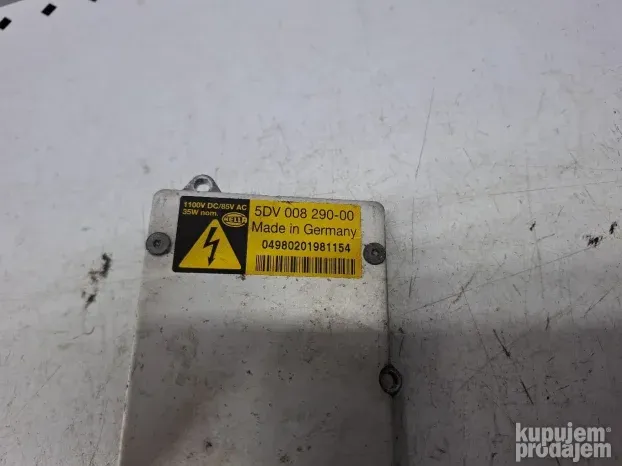 1100V DC/85V AC
35W nom.
HELLA
5DV 008 290-00
Made in Germany
04980201981154
kupujem
prodajem